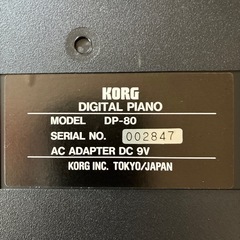 KORG
DIGITAL PIANO
MODEL DP-80
SERIAL NO. 002847
AC ADAPTER DC 9V
KORG INC. TOKYO/JAPAN